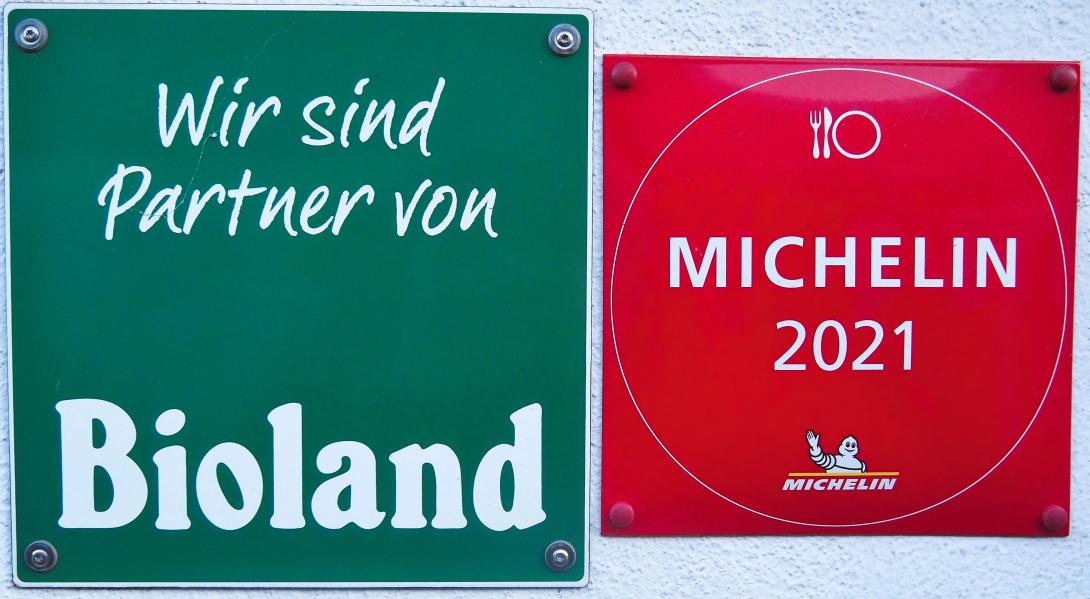 Wir sind
Partner von
Bioland
MICHELIN
2021
MICHELIN